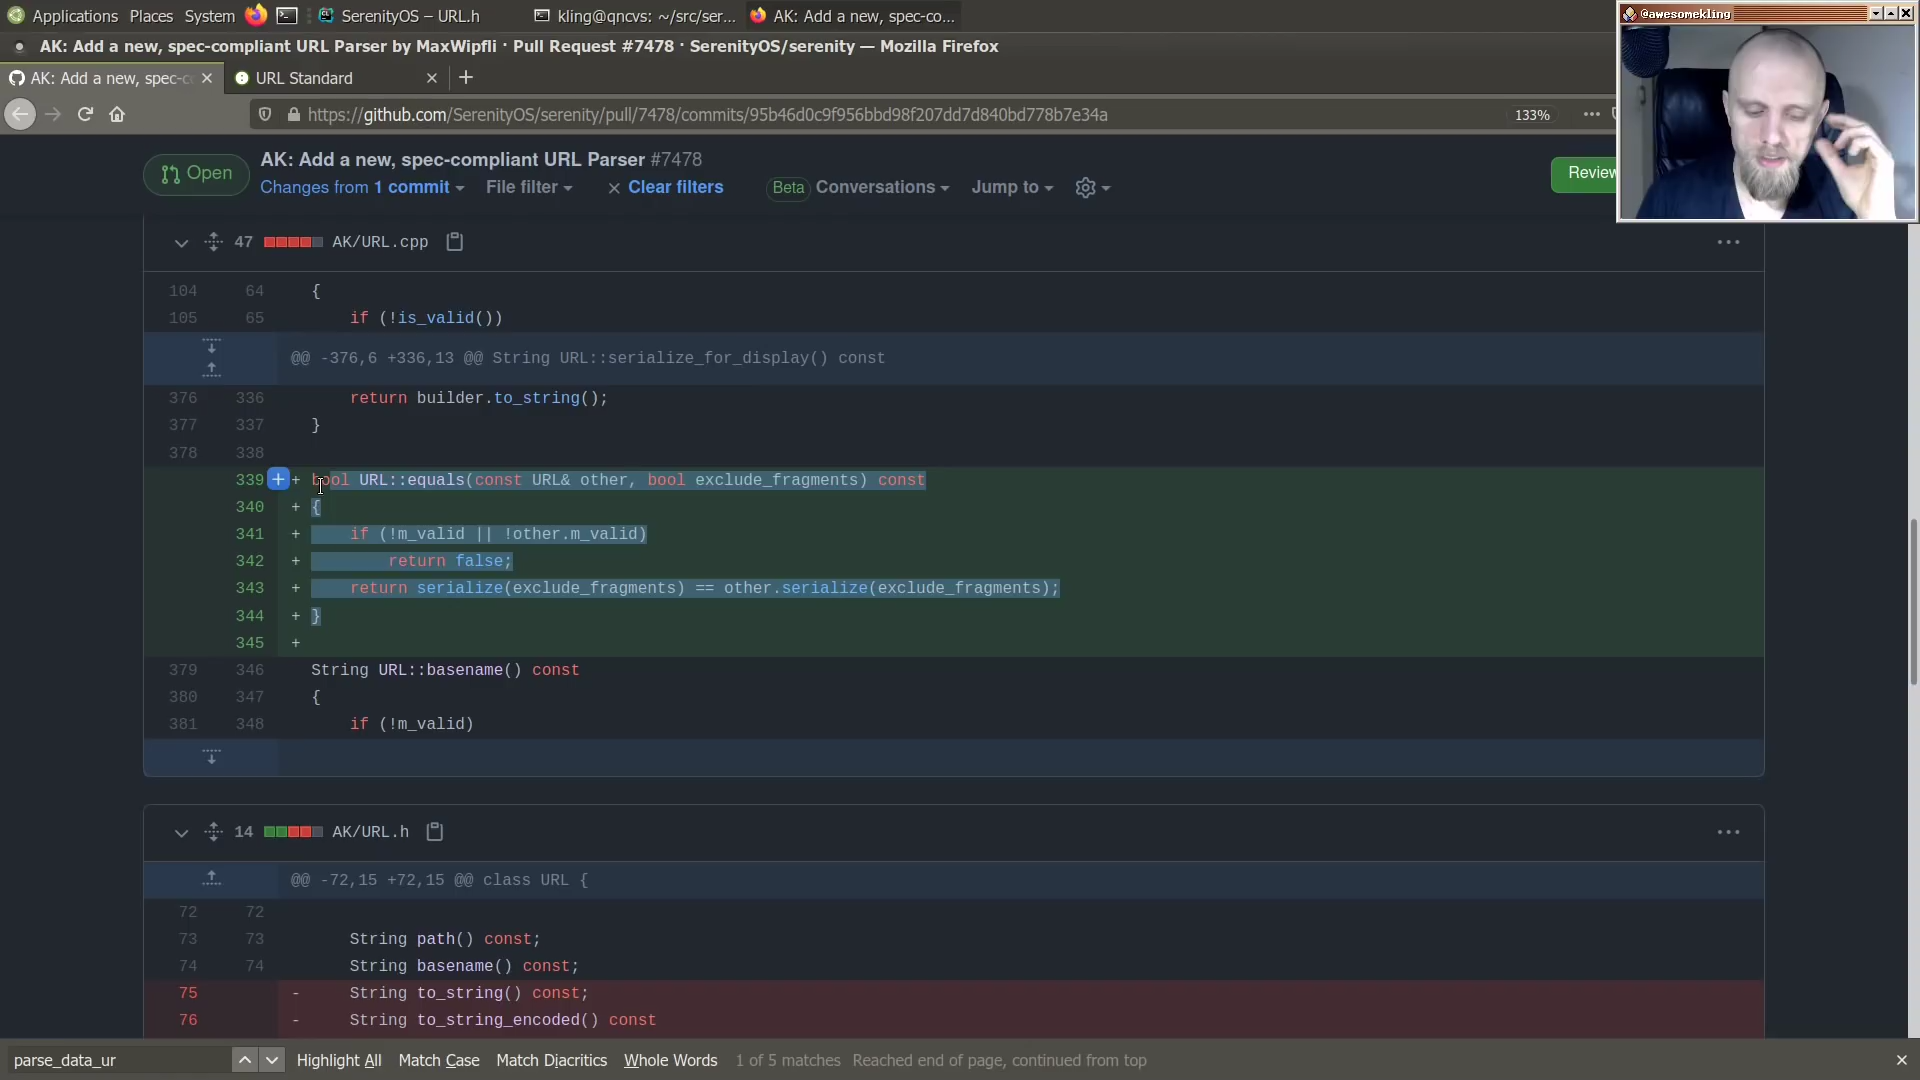 Applications Places System SerenityOS – URL.h kling@qncvs: ~/src/ser... AK: Add a new, spec-co...
@awesomekling
AK: Add a new, spec-compliant URL Parser by MaxWipfli · Pull Request #7478 · SerenityOS/serenity — Mozilla Firefox
AK: Add a new, spec-c URL Standard
https://github.com/SerenityOS/serenity/pull/7478/commits/95b46d0c9f956bbd98f207dd7d840bd778b7e34a 133%
Open AK: Add a new, spec-compliant URL Parser #7478
Changes from 1 commit File filter Clear filters Beta Conversations Jump to Review
47 AK/URL.cpp
104 64 {
105 65 if (!is_valid())
@@ -376,6 +336,13 @@ String URL::serialize_for_display() const
376 336 return builder.to_string();
377 337 }
378 338
339 + bool URL::equals(const URL& other, bool exclude_fragments) const
340 + {
341 + if (!m_valid || !other.m_valid)
342 + return false;
343 + return serialize(exclude_fragments) == other.serialize(exclude_fragments);
344 + }
345 +
379 346 String URL::basename() const
380 347 {
381 348 if (!m_valid)
14 AK/URL.h
@@ -72,15 +72,15 @@ class URL {
72 72
73 73 String path() const;
74 74 String basename() const;
75 - String to_string() const;
76 - String to_string_encoded() const
parse_data_ur Highlight All Match Case Match Diacritics Whole Words 1 of 5 matches Reached end of page, continued from top